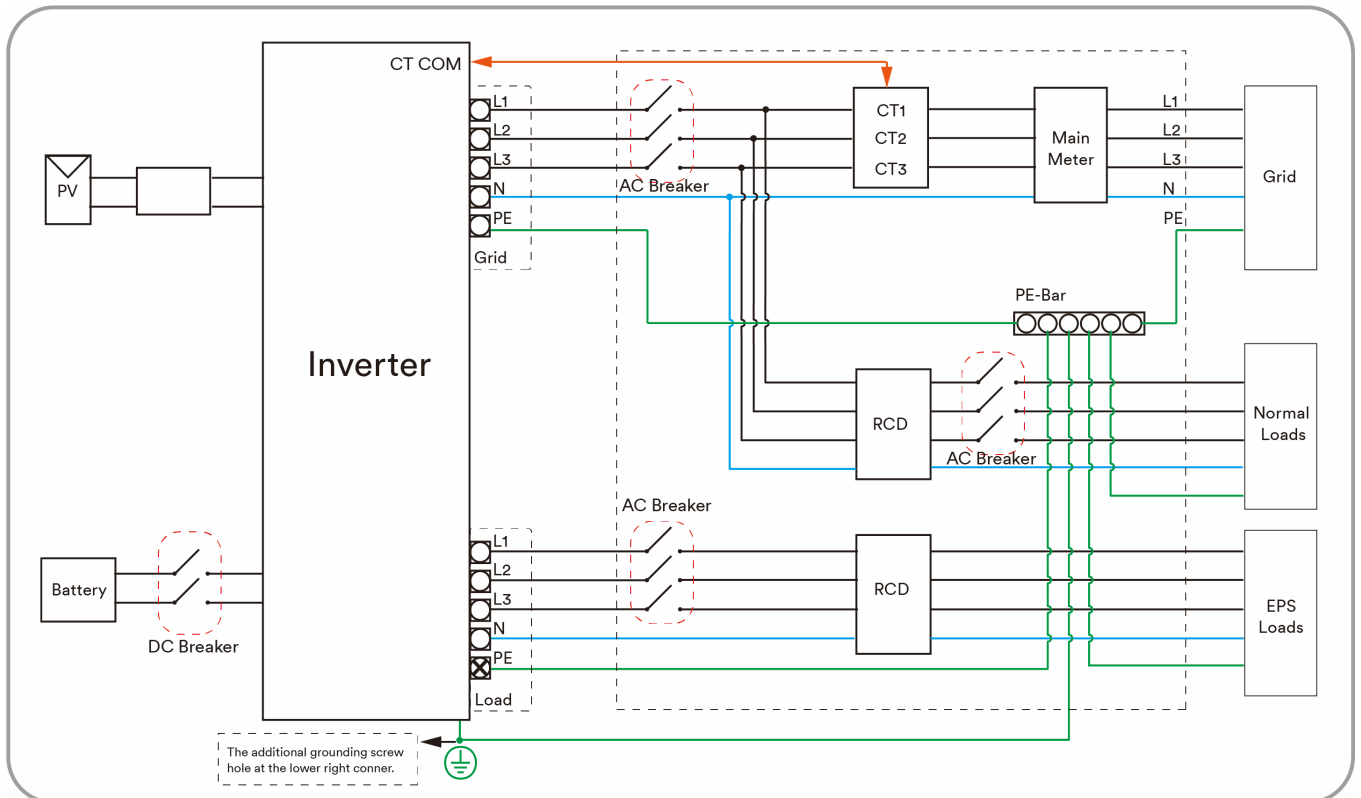 CT COM
L1
L2
L3
N
PE
Grid
AC Breaker
CT1
CT2
CT3
Main
Meter
L1
L2
L3
N
PE
Grid
PV
PE-Bar
Inverter
RCD
AC Breaker
Normal
Loads
AC Breaker
L1
L2
L3
N
PE
Load
RCD
EPS
Loads
Battery
DC Breaker
The additional grounding screw
hole at the lower right conner.